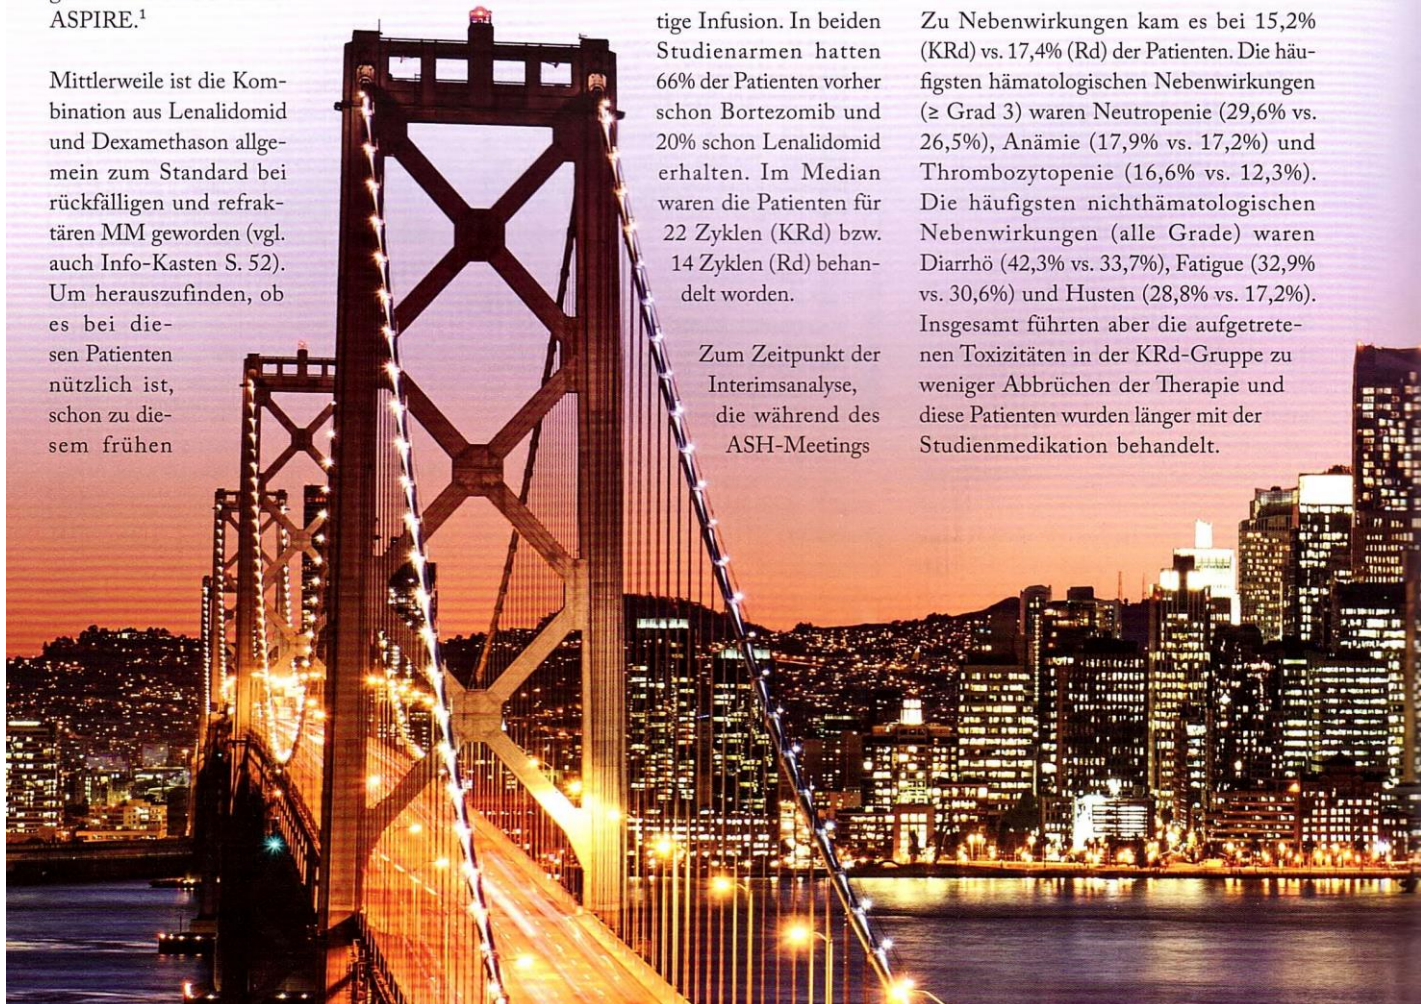 ASPIRE.¹
Mittlerweile ist die Kom-
bination aus Lenalidomid
und Dexamethason allge-
mein zum Standard bei
rückfälligen und refrak-
tären MM geworden (vgl.
auch Info-Kasten S. 52).
Um herauszufinden, ob
es bei die-
sen Patienten
nützlich ist,
schon zu die-
sem frühen
tige Infusion. In beiden
Studienarmen hatten
66% der Patienten vorher
schon Bortezomib und
20% schon Lenalidomid
erhalten. Im Median
waren die Patienten für
22 Zyklen (KRd) bzw.
14 Zyklen (Rd) behan-
delt worden.
Zum Zeitpunkt der
Interimsanalyse,
die während des
ASH-Meetings
Zu Nebenwirkungen kam es bei 15,2%
(KRd) vs. 17,4% (Rd) der Patienten. Die häu-
figsten hämatologischen Nebenwirkungen
(≥ Grad 3) waren Neutropenie (29,6% vs.
26,5%), Anämie (17,9% vs. 17,2%) und
Thrombozytopenie (16,6% vs. 12,3%).
Die häufigsten nichthämatologischen
Nebenwirkungen (alle Grade) waren
Diarrhö (42,3% vs. 33,7%), Fatigue (32,9%
vs. 30,6%) und Husten (28,8% vs. 17,2%).
Insgesamt führten aber die aufgetrete-
nen Toxizitäten in der KRd-Gruppe zu
weniger Abbrüchen der Therapie und
diese Patienten wurden länger mit der
Studienmedikation behandelt.